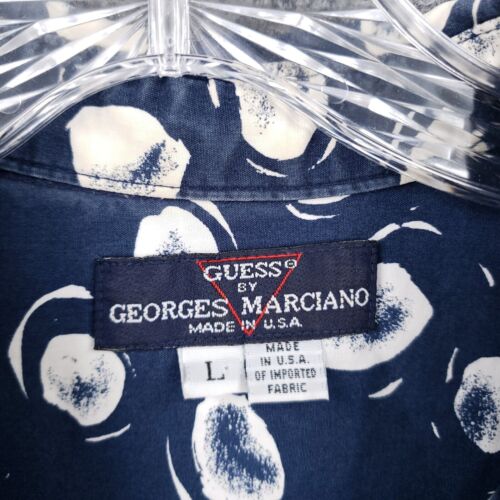 GUESS®
BY
GEORGES MARCIANO
MADE IN U.S.A.
L
MADE
IN U.S.A.
OF IMPORTED
FABRIC